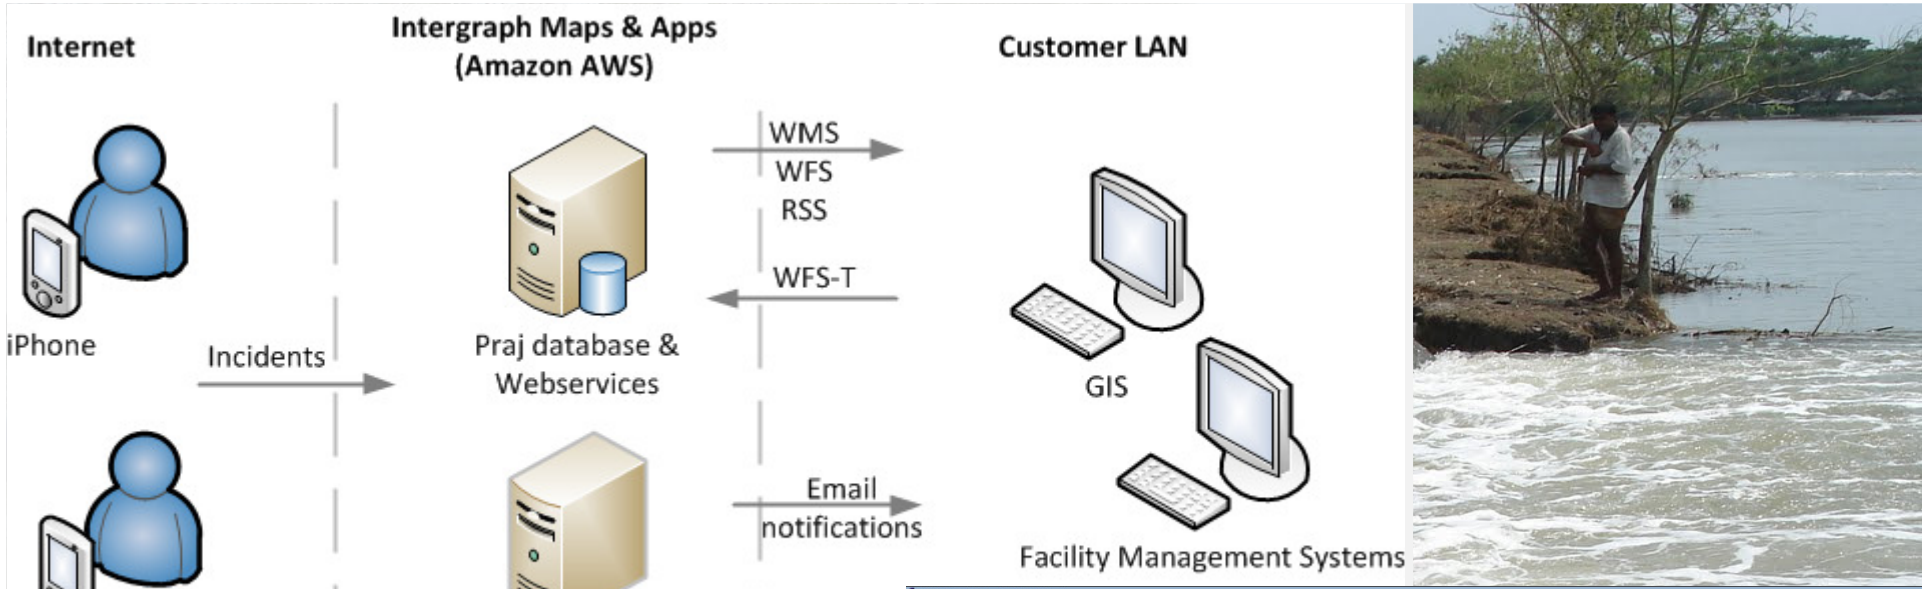 Internet
Intergraph Maps & Apps
(Amazon AWS)
Customer LAN
WMS
WFS
RSS
WFS-T
iPhone
Incidents
Praj database &
Webservices
GIS
Email
notifications
Facility Management Systems